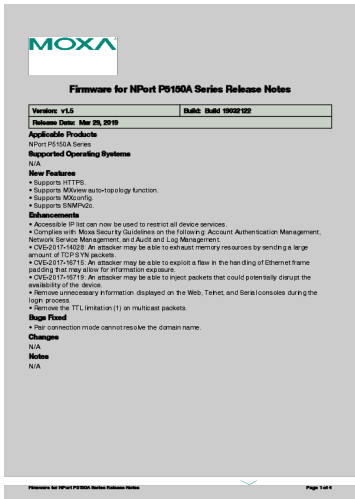 MOXA
Firmware for NPort P5150A Series Release Notes
Version: v1.5 Build: Build 19032122
Release Date: Mar 29, 2019
Applicable Products
NPort P5150A Series
Supported Operating Systems
N/A
New Features
• Supports HTTPS.
• Supports MXview auto-topology function.
• Supports MXconfig.
• Supports SNMPv2c.
Enhancements
• Accessible IP list can now be used to restrict all device services.
• Complies with Moxa Security Guidelines on the following: Account Authentication Management,
Network Service Management, and Audit and Log Management.
• CVE-2017-14028: An attacker may be able to exhaust memory resources by sending a large
amount of TCP SYN packets.
• CVE-2017-16715: An attacker may be able to exploit a flaw in the handling of Ethernet frame
padding that may allow for information exposure.
• CVE-2017-16719: An attacker may be able to inject packets that could potentially disrupt the
availability of the device.
• Remove unnecessary information displayed on the Web, Telnet, and Serial consoles during the
login process.
• Remove the TTL limitation (1) on multicast packets.
Bugs Fixed
• Pair connection mode cannot resolve the domain name.
Changes
N/A
Notes
N/A
Firmware for NPort P5150A Series Release Notes Page 1 of 4